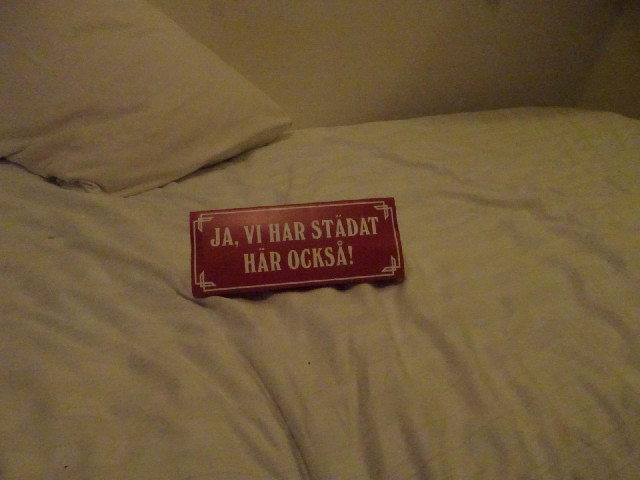 JA, VI HAR STÄDAT
HÄR OCKSÅ!